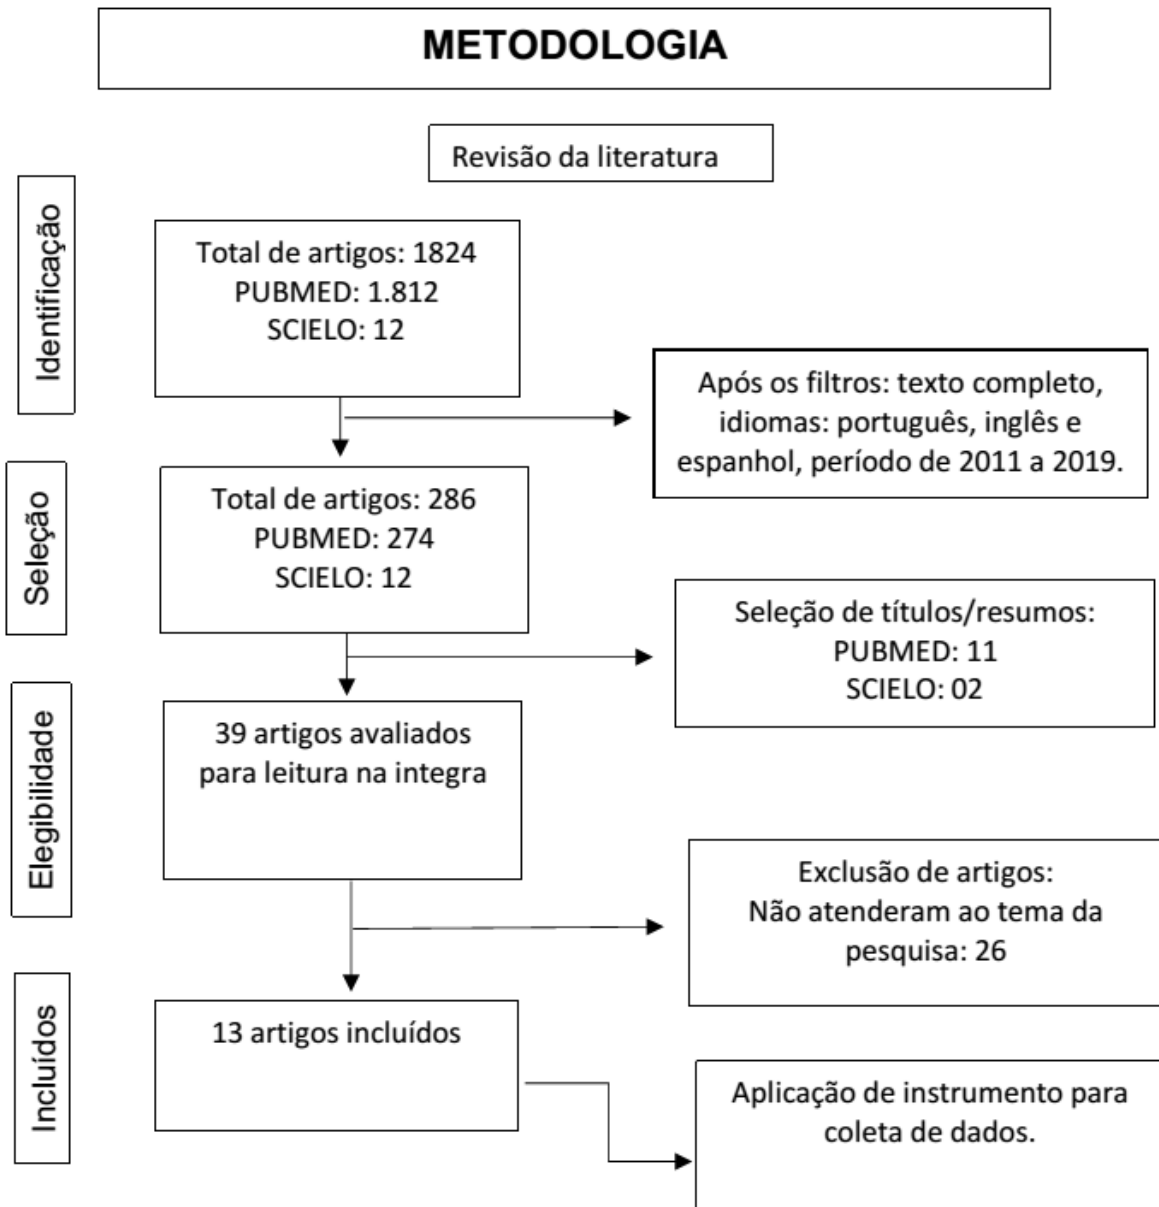 METODOLOGIA
Revisão da literatura
Identificação
Total de artigos: 1824
PUBMED: 1.812
SCIELO: 12
Após os filtros: texto completo,
idiomas: português, inglês e
espanhol, período de 2011 a 2019.
Seleção
Total de artigos: 286
PUBMED: 274
SCIELO: 12
Seleção de títulos/resumos:
PUBMED: 11
SCIELO: 02
Elegibilidade
39 artigos avaliados
para leitura na integra
Exclusão de artigos:
Não atenderam ao tema da
pesquisa: 26
Incluídos
13 artigos incluídos
Aplicação de instrumento para
coleta de dados.